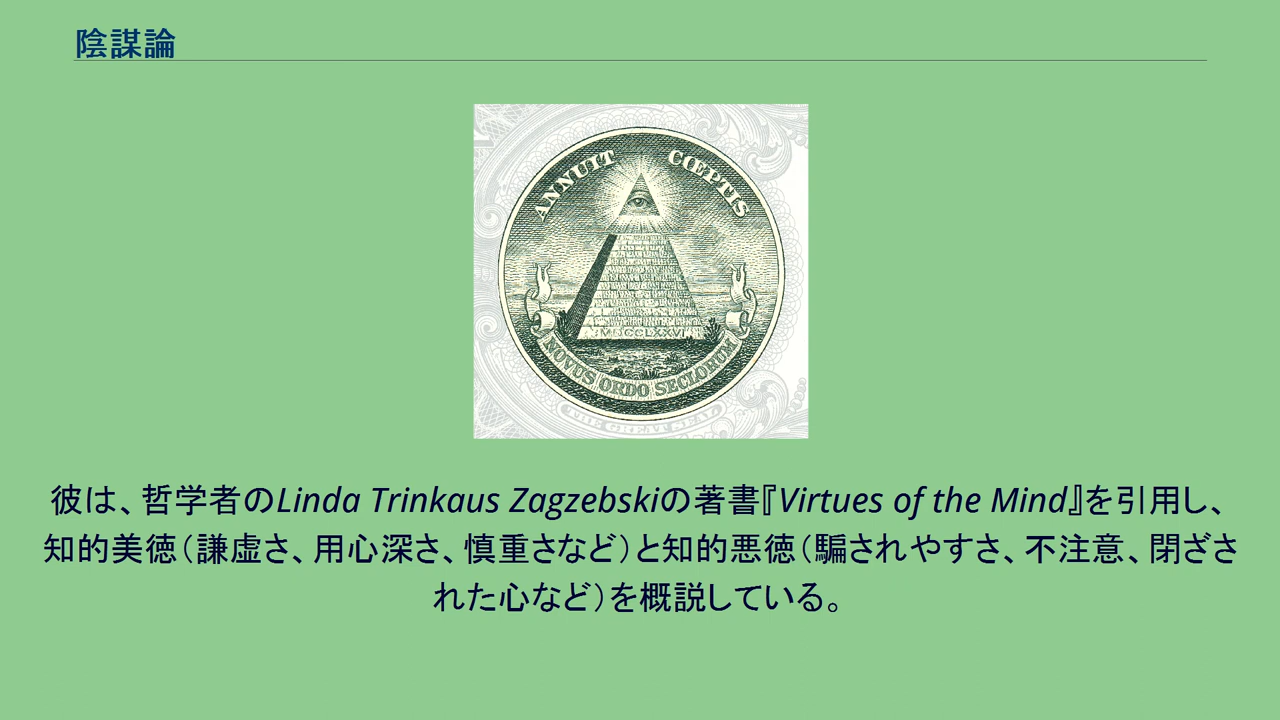 陰謀論
ANNUIT CŒPTIS
MDCCLXXVI
NOVUS ORDO SECLORUM
THE GREAT SEAL
彼は、哲学者のLinda Trinkaus Zagzebskiの著書『Virtues of the Mind』を引用し、
知的美徳（謙虚さ、用心深さ、慎重さなど）と知的悪徳（騙されやすさ、不注意、閉ざさ
れた心など）を概説している。